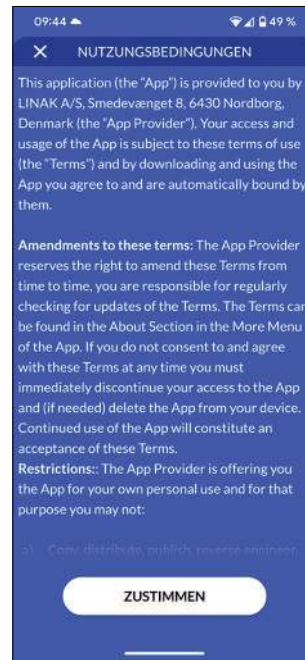 09:44 49 %
NUTZUNGSBEDINGUNGEN
This application (the “App”) is provided to you by
LINAK A/S, Smedevænget 8, 6430 Nordborg,
Denmark (the “App Provider”). Your access and
usage of the App is subject to these terms of use
(the “Terms”) and by downloading and using the
App you agree to and are automatically bound by
them.
Amendments to these terms: The App Provider
reserves the right to amend these Terms from
time to time, you are responsible for regularly
checking for updates of the Terms. The Terms can
be found in the About Section in the More Menu
of the App. If you do not consent to and agree
with these Terms at any time you must
immediately discontinue your access to the App
and (if needed) delete the App from your device.
Continued use of the App will constitute an
acceptance of these Terms.
Restrictions:: The App Provider is offering you
the App for your own personal use and for that
purpose you may not:
a) Copy, distribute, publish, reverse engineer,
ZUSTIMMEN